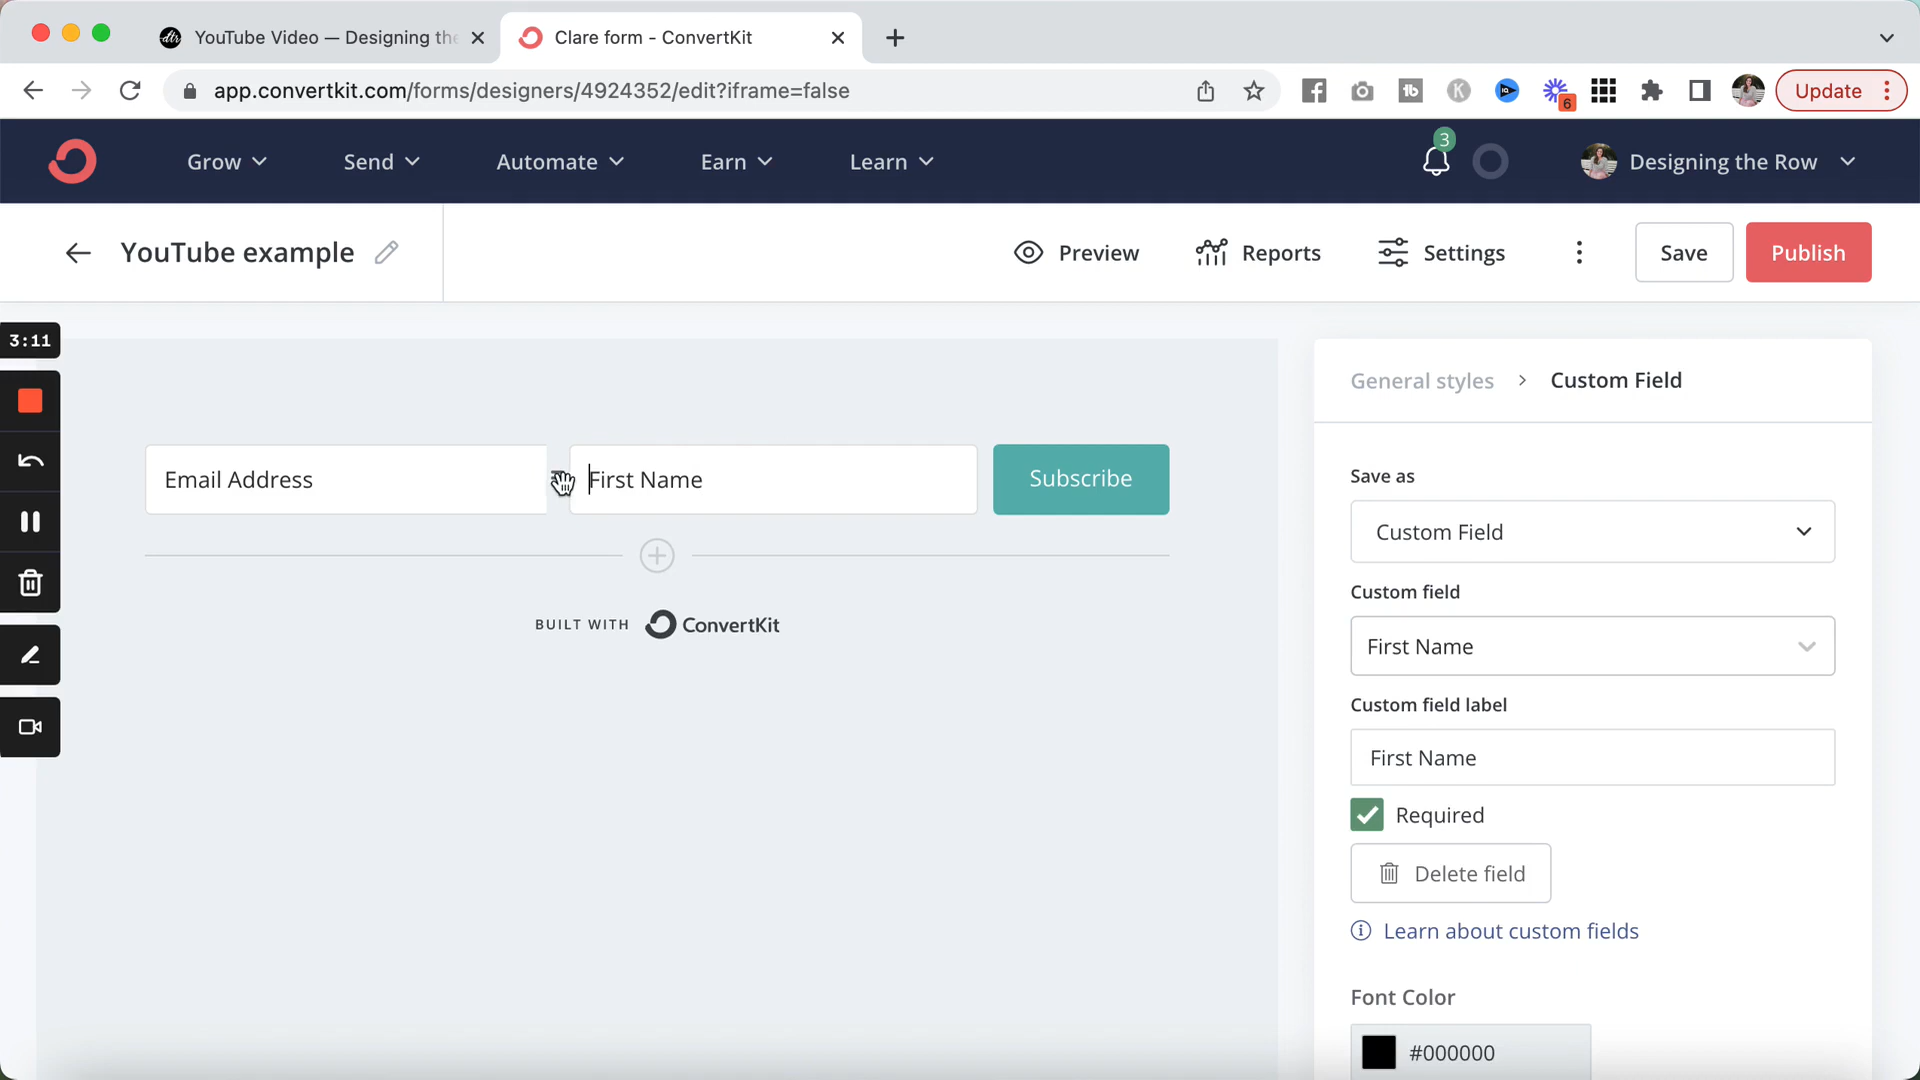 YouTube Video — Designing the
Clare form - ConvertKit
app.convertkit.com/forms/designers/4924352/edit?iframe=false
Update
6
Grow
Send
Automate
Earn
Learn
3
Designing the Row
YouTube example
Preview
Reports
Settings
Save
Publish
3:11
General styles > Custom Field
Email Address
First Name
Subscribe
Save as
Custom Field
Custom field
First Name
BUILT WITH ConvertKit
Custom field label
First Name
Required
Delete field
Learn about custom fields
Font Color
#000000